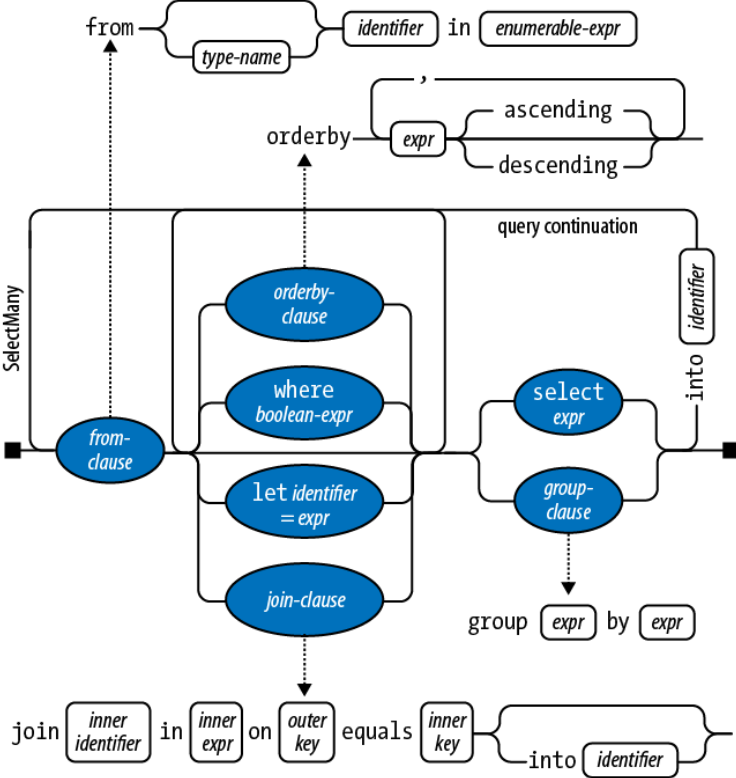 from type-name identifier in enumerable-expr
,
orderby expr ascending
descending
query continuation
SelectMany
identifier
into
orderby-
clause
where
boolean-expr
select
expr
from-
clause
let identifier
= expr
group-
clause
join-clause
group expr by expr
join inner
identifier in inner
expr on outer
key equals inner
key
into identifier